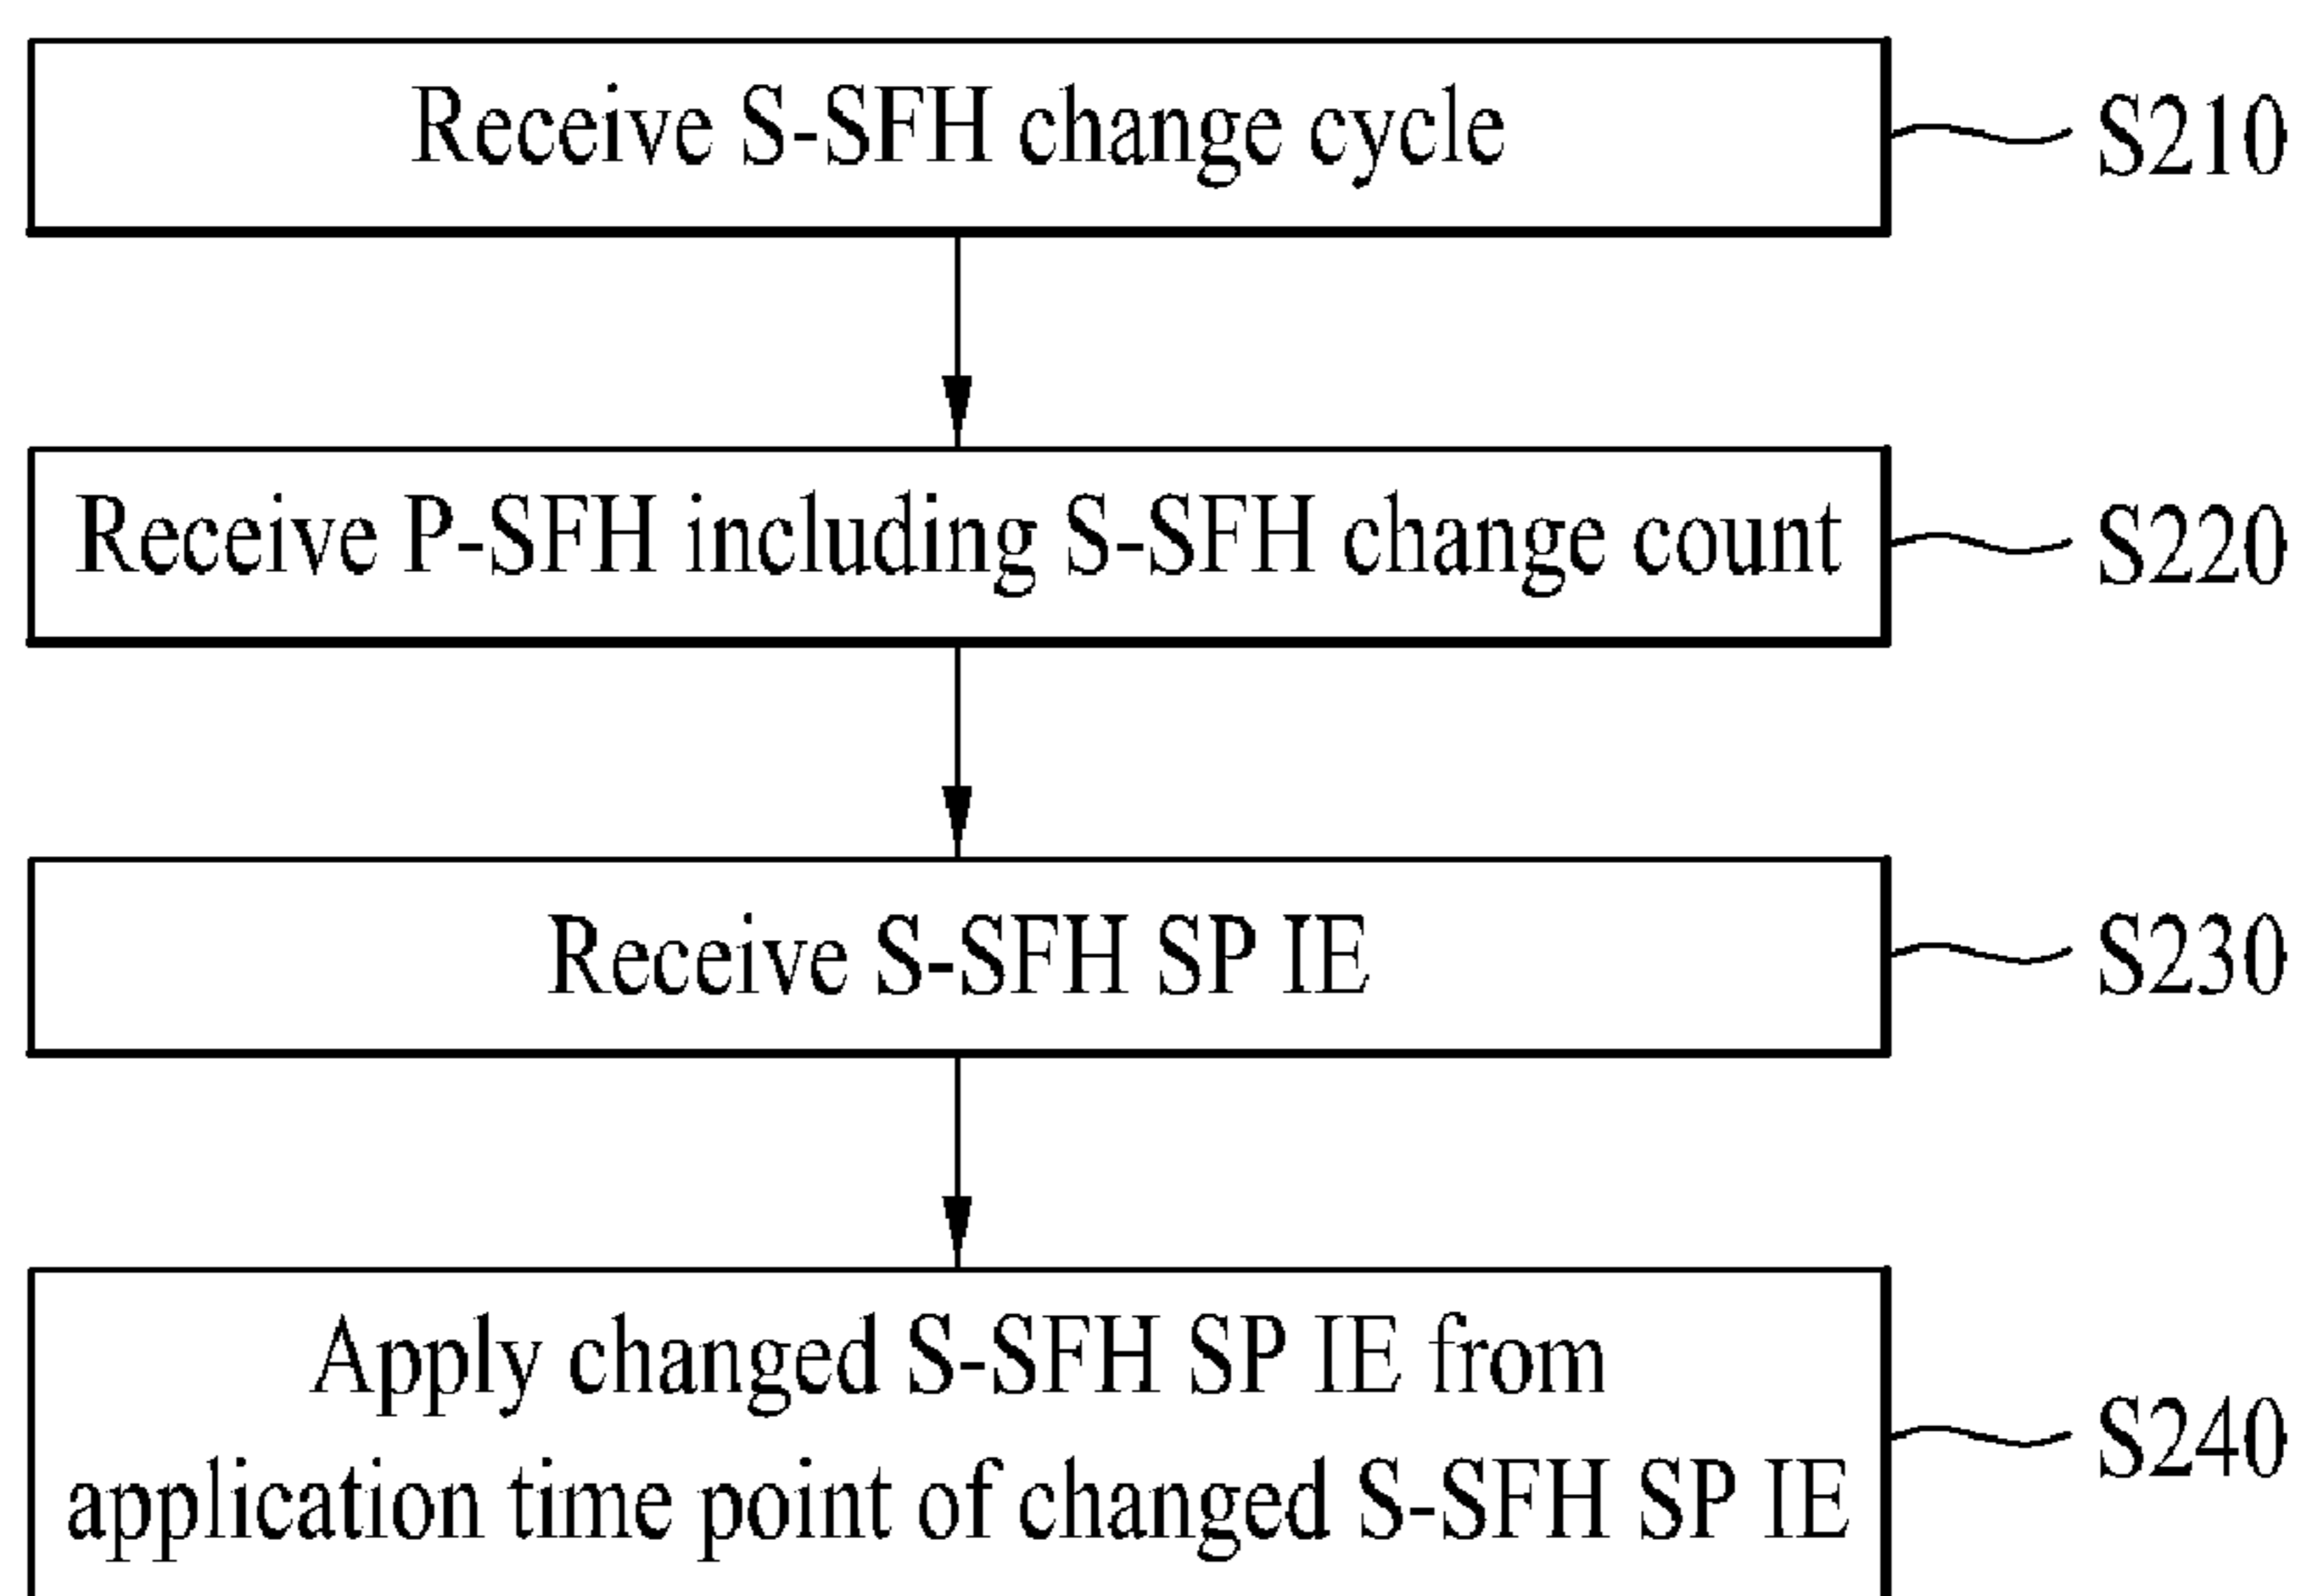 Receive S-SFH change cycle
S210
Receive P-SFH including S-SFH change count
S220
Receive S-SFH SP IE
S230
Apply changed S-SFH SP IE from
application time point of changed S-SFH SP IE
S240